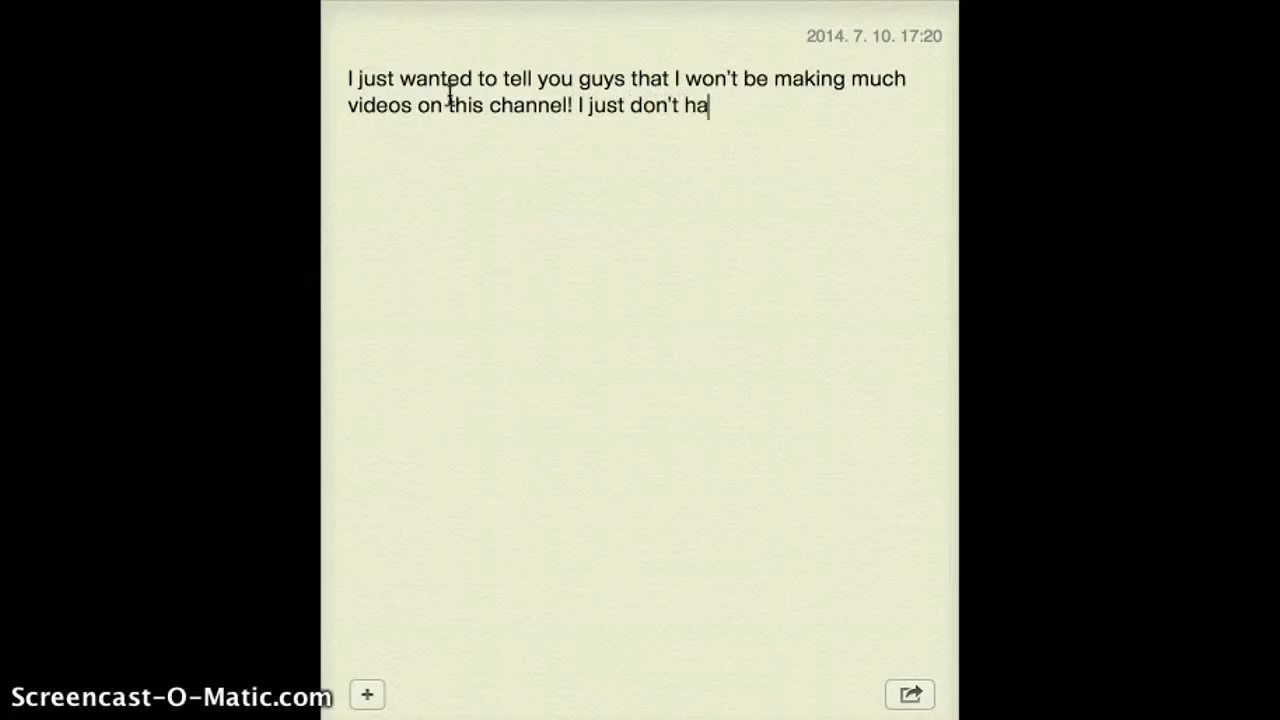 2014. 7. 10. 17:20
I just wanted to tell you guys that I won't be making much
videos on this channel! I just don't ha
Screencast-O-Matic.com